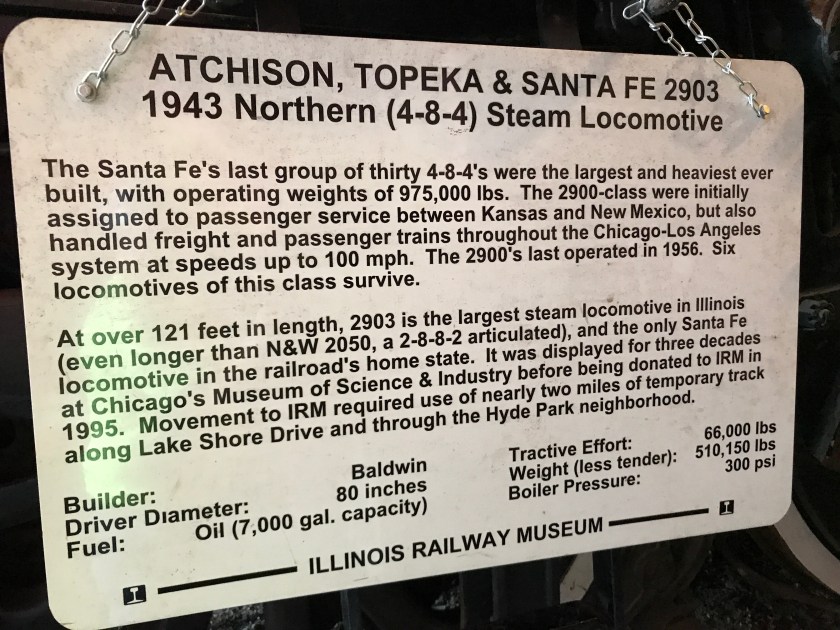 ATCHISON, TOPEKA & SANTA FE 2903
1943 Northern (4-8-4) Steam Locomotive
The Santa Fe's last group of thirty 4-8-4's were the largest and heaviest ever
built, with operating weights of 975,000 lbs. The 2900-class were initially
assigned to passenger service between Kansas and New Mexico, but also
handled freight and passenger trains throughout the Chicago-Los Angeles
system at speeds up to 100 mph. The 2900's last operated in 1956. Six
locomotives of this class survive.
At over 121 feet in length, 2903 is the largest steam locomotive in Illinois
(even longer than N&W 2050, a 2-8-8-2 articulated), and the only Santa Fe
locomotive in the railroad's home state. It was displayed for three decades
at Chicago's Museum of Science & Industry before being donated to IRM in
1995. Movement to IRM required use of nearly two miles of temporary track
along Lake Shore Drive and through the Hyde Park neighborhood.
Builder: Baldwin
Driver Diameter: 80 inches
Fuel: Oil (7,000 gal. capacity)
Tractive Effort: 66,000 lbs
Weight (less tender): 510,150 lbs
Boiler Pressure: 300 psi
ILLINOIS RAILWAY MUSEUM